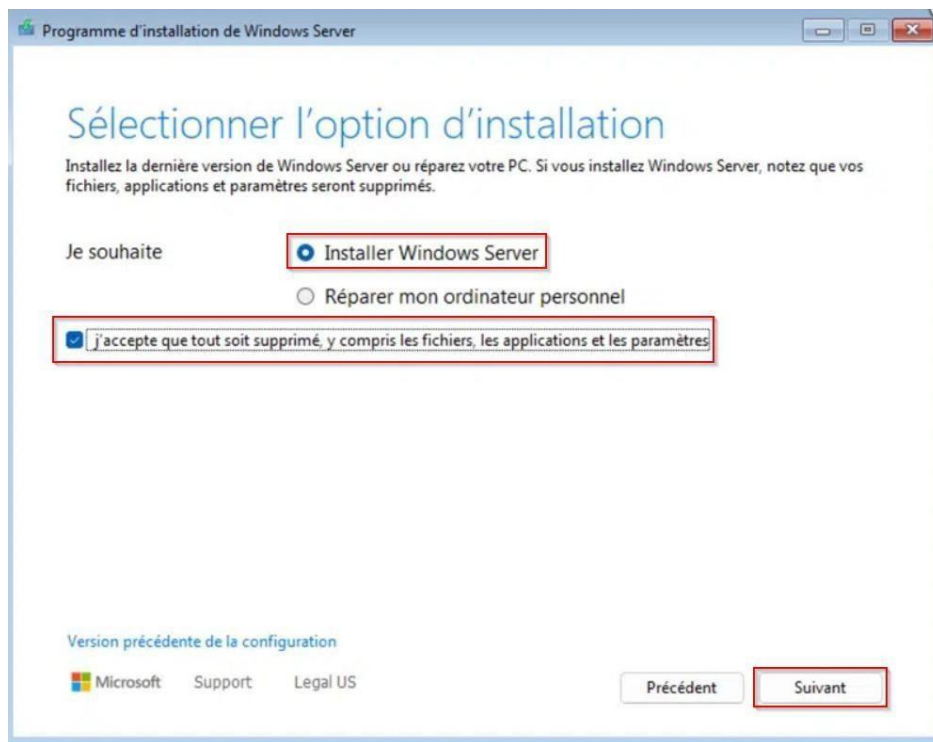 Programme d'installation de Windows Server
Sélectionner l'option d'installation
Installez la dernière version de Windows Server ou réparez votre PC. Si vous installez Windows Server, notez que vos
fichiers, applications et paramètres seront supprimés.
Je souhaite
Installer Windows Server
Réparer mon ordinateur personnel
j'accepte que tout soit supprimé, y compris les fichiers, les applications et les paramètres
Version précédente de la configuration
Microsoft Support Legal US
Précédent Suivant